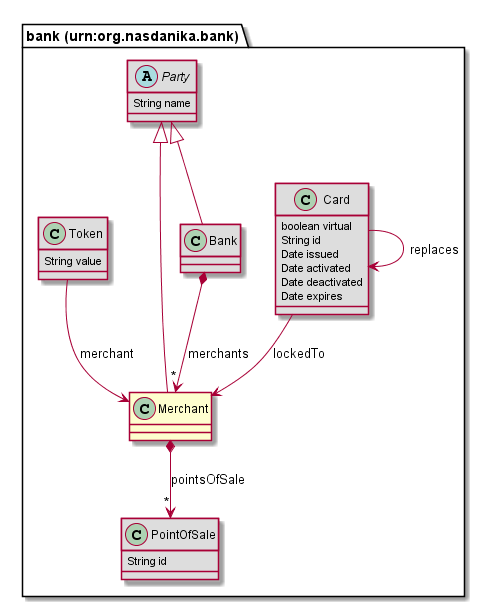 bank (urn:org.nasdanika.bank)
A Party
String name
C Token
String value
C Bank
C Card
boolean virtual
String id
Date issued
Date activated
Date deactivated
Date expires
replaces
merchant
merchants
lockedTo
*
C Merchant
pointsOfSale
*
C PointOfSale
String id